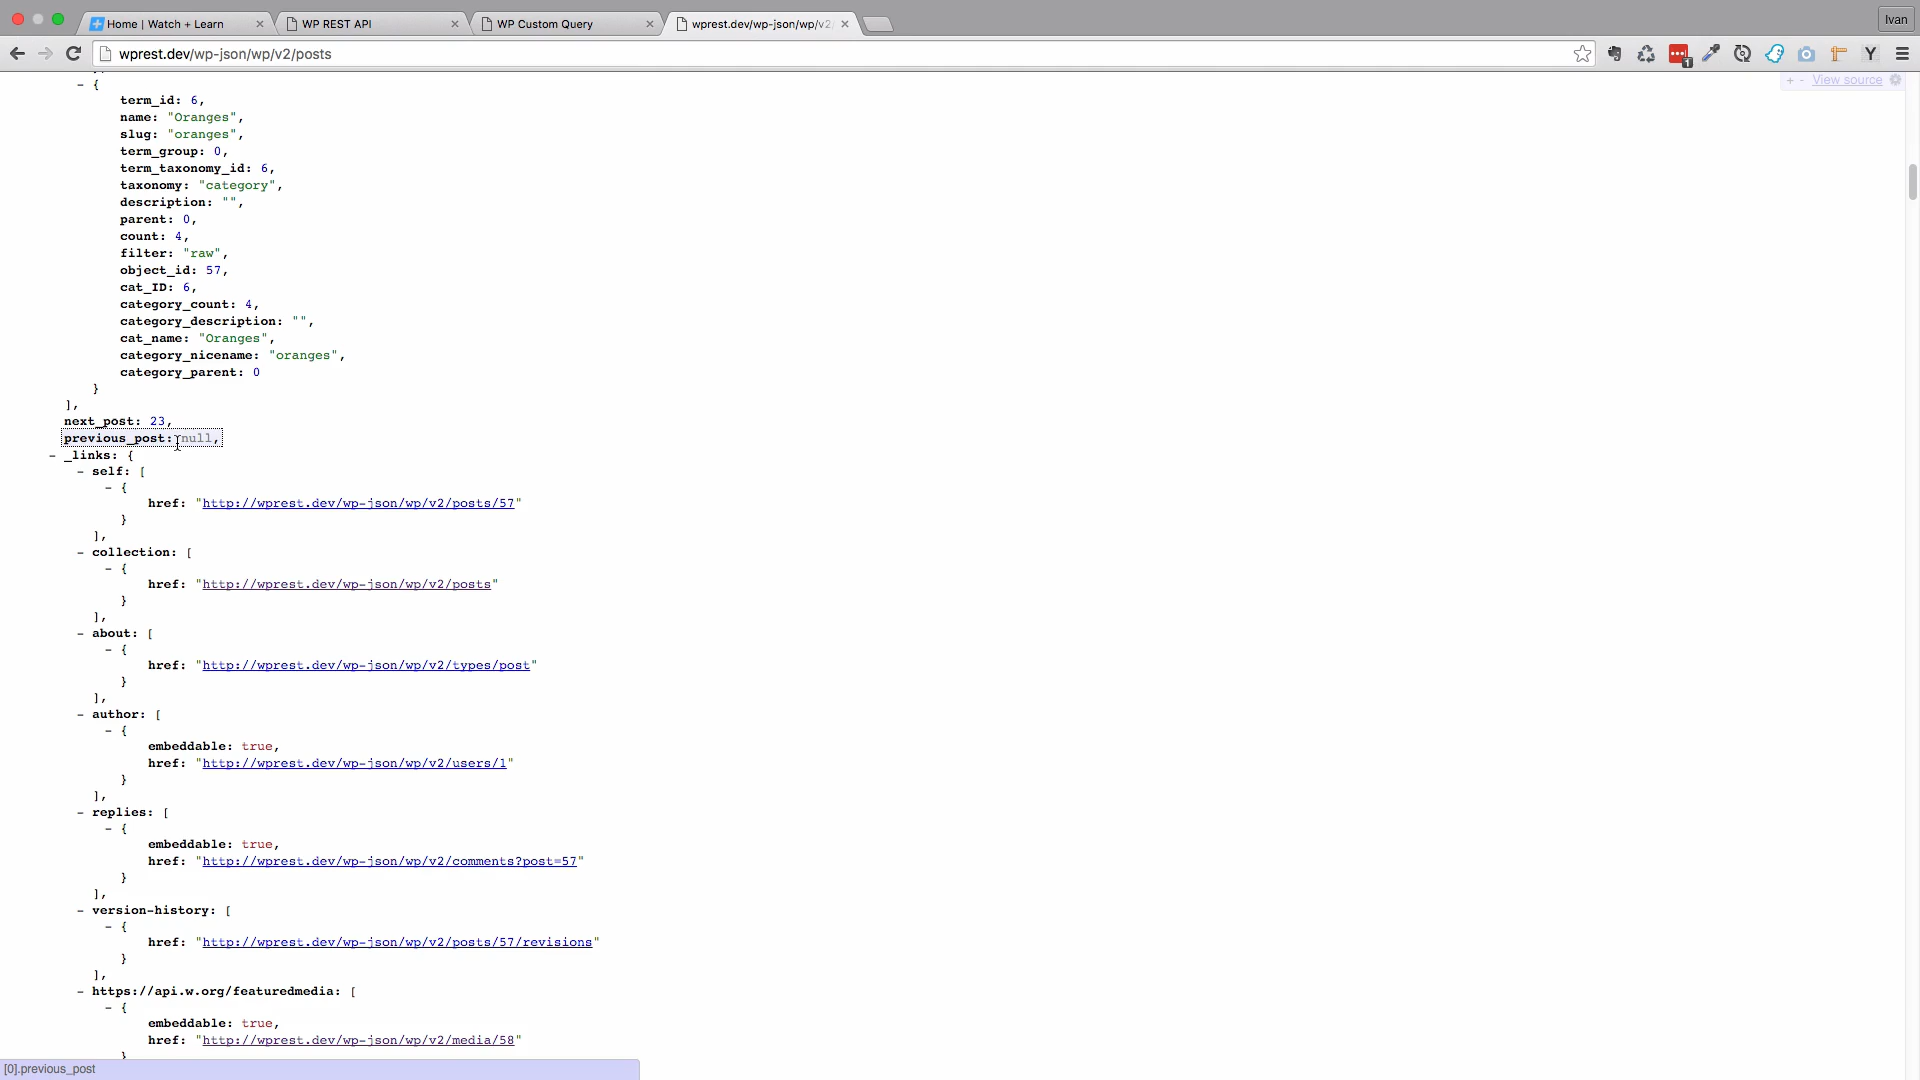 Home | Watch + Learn
WP REST API
WP Custom Query
wprest.dev/wp-json/wp/v2/
Ivan
wprest.dev/wp-json/wp/v2/posts
1
Y
+ - View source
- {
term_id: 6,
name: "Oranges",
slug: "oranges",
term_group: 0,
term_taxonomy_id: 6,
taxonomy: "category",
description: "",
parent: 0,
count: 4,
filter: "raw",
object_id: 57,
cat_ID: 6,
category_count: 4,
category_description: "",
cat_name: "Oranges",
category_nicename: "oranges",
category_parent: 0
}
],
next_post: 23,
previous_post: null,
- _links: {
- self: [
- {
href: "http://wprest.dev/wp-json/wp/v2/posts/57"
}
],
- collection: [
- {
href: "http://wprest.dev/wp-json/wp/v2/posts"
}
],
- about: [
- {
href: "http://wprest.dev/wp-json/wp/v2/types/post"
}
],
- author: [
- {
embeddable: true,
href: "http://wprest.dev/wp-json/wp/v2/users/1"
}
],
- replies: [
- {
embeddable: true,
href: "http://wprest.dev/wp-json/wp/v2/comments?post=57"
}
],
- version-history: [
- {
href: "http://wprest.dev/wp-json/wp/v2/posts/57/revisions"
}
],
- https://api.w.org/featuredmedia: [
- {
embeddable: true,
href: "http://wprest.dev/wp-json/wp/v2/media/58"
}
[0].previous_post